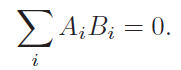 ∑_i A_i B_i = 0.